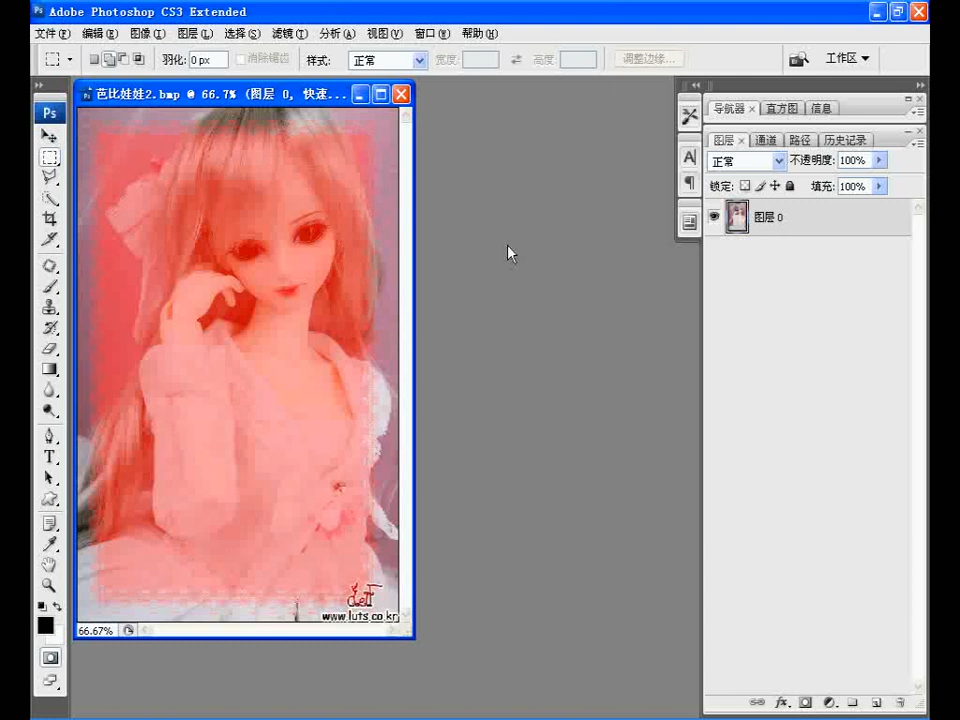 Adobe Photoshop CS3 Extended
文件(F) 编辑(E) 图像(I) 图层(L) 选择(S) 滤镜(T) 分析(A) 视图(V) 窗口(W) 帮助(H)
羽化: 0 px 消除锯齿 样式: 正常 宽度: 高度: 调整边缘... 工作区
芭比娃娃2.bmp @ 66.7% (图层 0, 快速...
Ps
导航器 × 直方图 信息
图层 × 通道 路径 历史记录
正常 不透明度: 100%
锁定: 填充: 100%
图层 0
www.luts.co.kr
66.67%